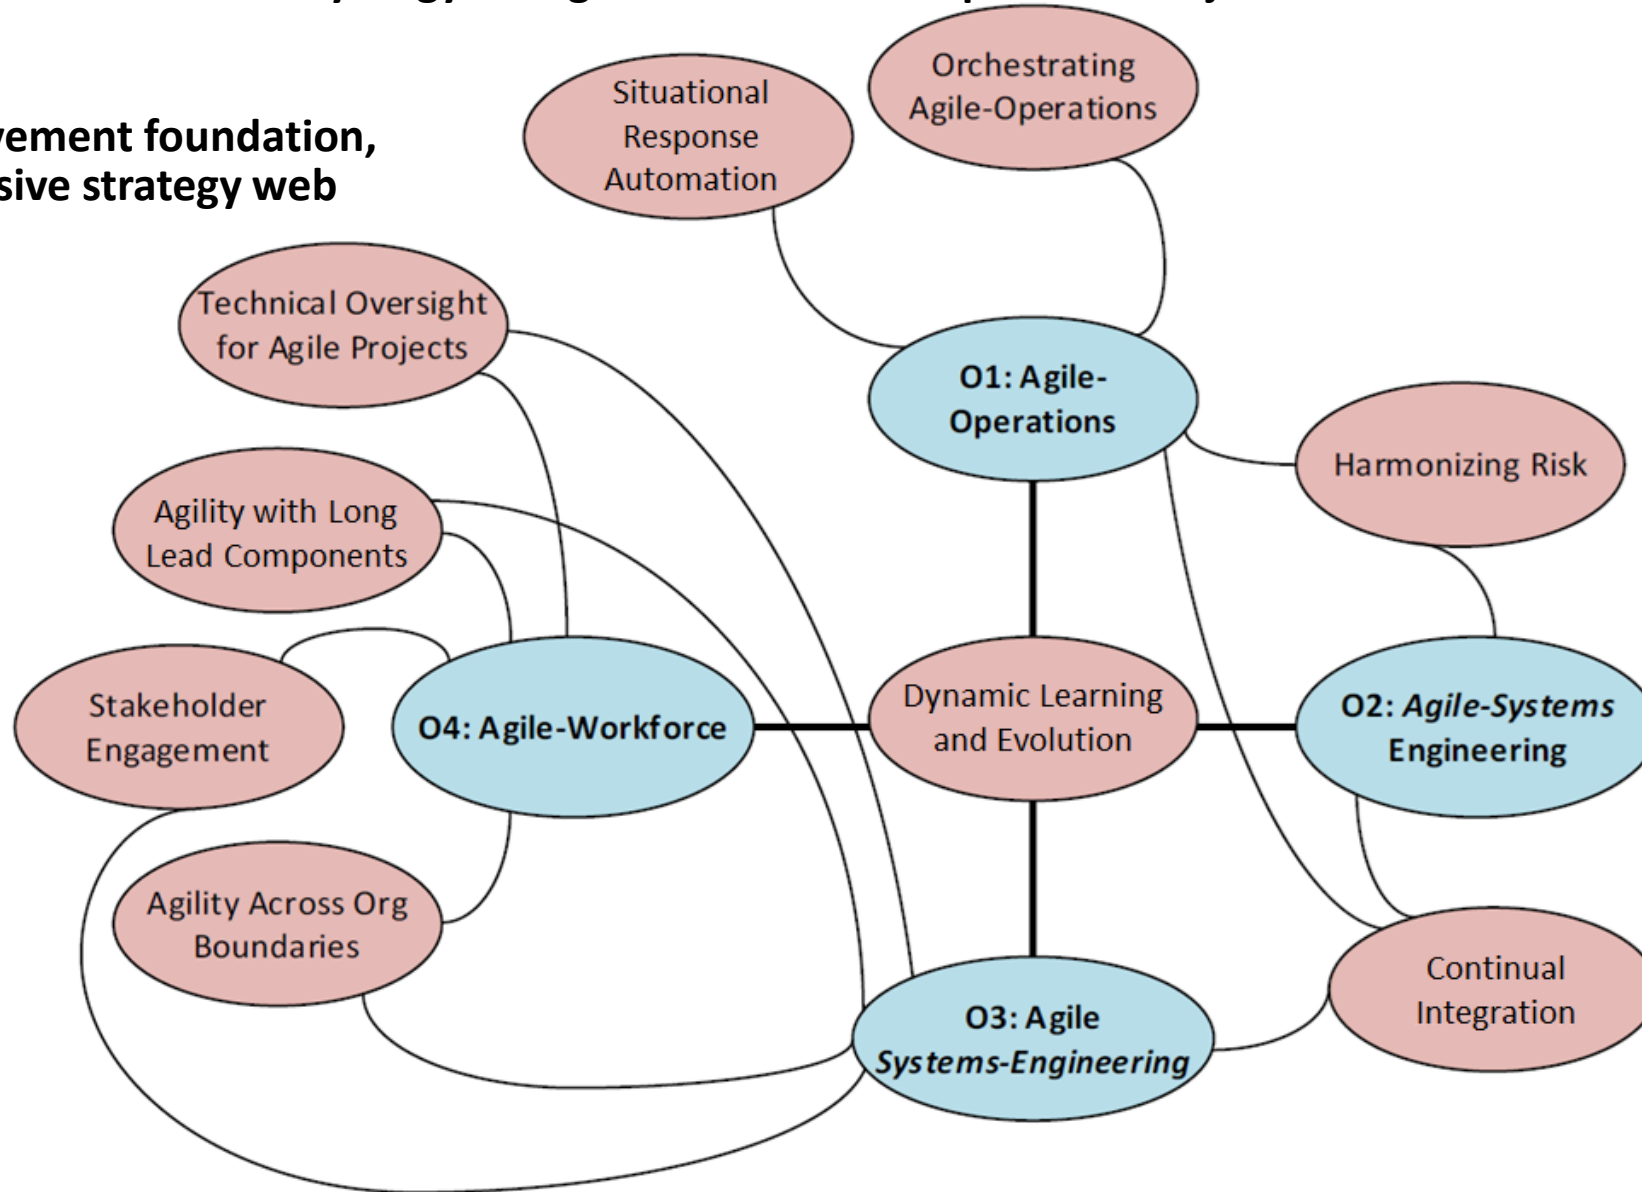 Orchestrating
Agile-Operations
Situational
Response
Automation
foundation,
strategy web
Technical Oversight
for Agile Projects
O1: Agile-
Operations
Harmonizing Risk
Agility with Long
Lead Components
Stakeholder
Engagement
O4: Agile-Workforce
Dynamic Learning
and Evolution
O2: Agile-Systems
Engineering
Agility Across Org
Boundaries
O3: Agile
Systems-Engineering
Continual
Integration